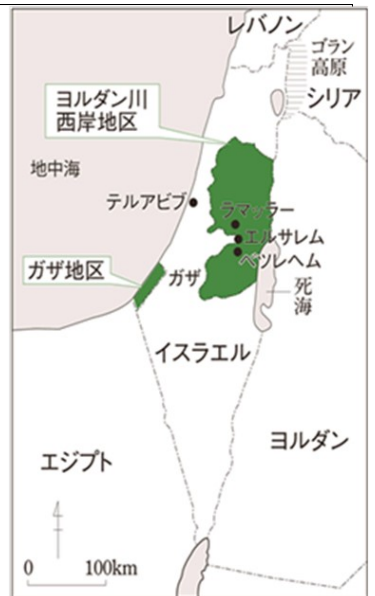 レバノン
ゴラン
高原
シリア
ヨルダン川
西岸地区
地中海
テルアビブ
ラマッラー
エルサレム
ベツレヘム
ガザ地区
ガザ
死
海
イスラエル
ヨルダン
エジプト
0 100km